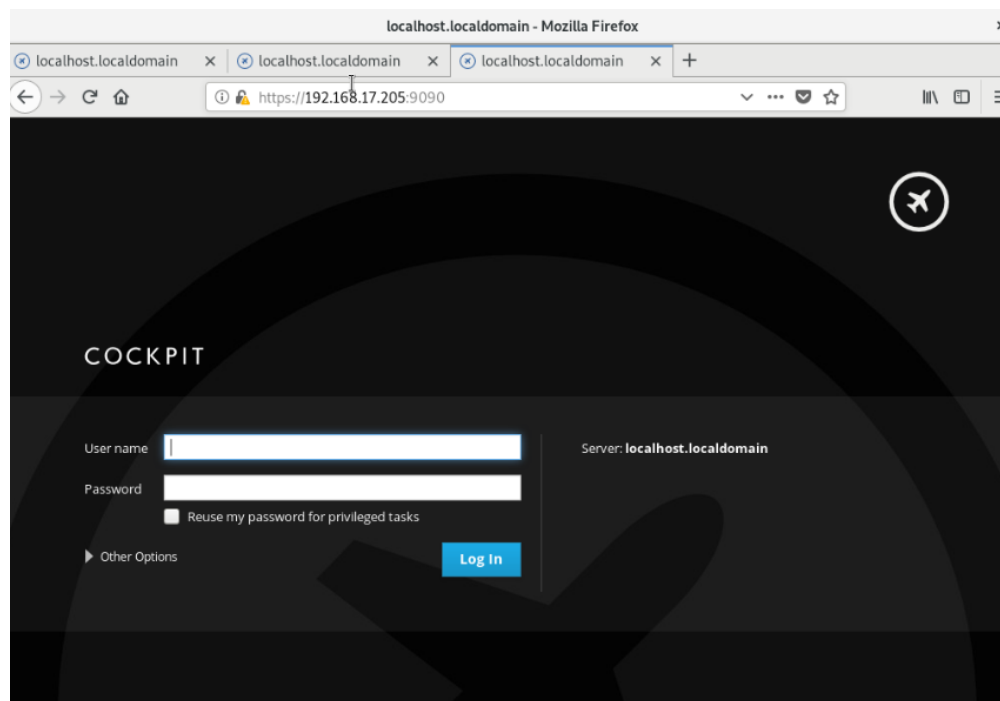 localhost.localdomain - Mozilla Firefox
localhost.localdomain localhost.localdomain localhost.localdomain
https://192.168.17.205:9090
COCKPIT
User name
Server: localhost.localdomain
Password
Reuse my password for privileged tasks
Other Options
Log In